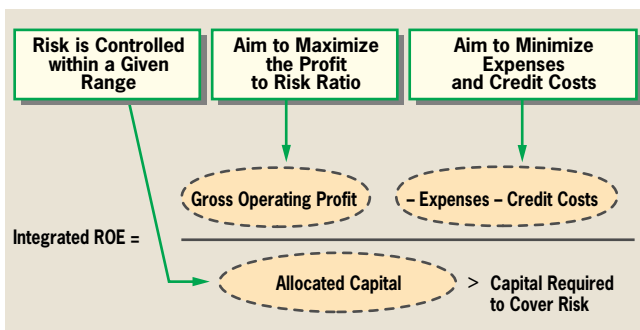 Risk is Controlled
within a Given
Range
Aim to Maximize
the Profit
to Risk Ratio
Aim to Minimize
Expenses
and Credit Costs
Gross Operating Profit
– Expenses – Credit Costs
Integrated ROE =
Allocated Capital
> Capital Required
to Cover Risk